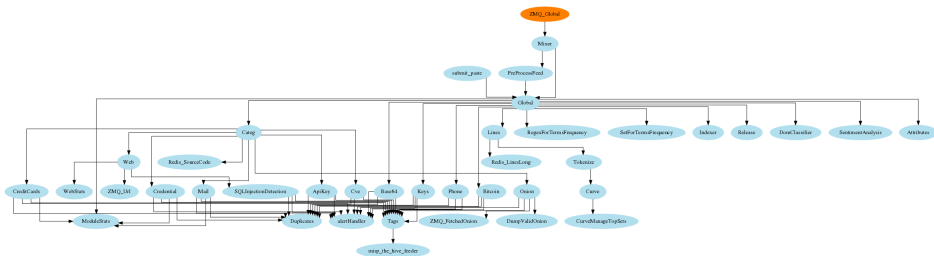 ZMQ_Global
Mixer
submit_paste
PreProcessFeed
Global
Categ
Lines
RegexForTermsFrequency
SetForTermsFrequency
Indexer
Release
DomClassifier
SentimentAnalysis
Attributes
Web
Redis_SourceCode
Redis_LinesLong
Tokenize
CreditCards
WebStats
ZMQ_IM
Credential
Mail
SQLInjectionDetection
ApiKey
Cve
Base64
Keys
Phone
Bitcoin
Onion
Curve
ModuleStats
Duplicates
alertHandler
Tags
ZMQ_FetchedOnion
DumpValidOnion
CurveManageTopSets
misp_the_hive_feeder